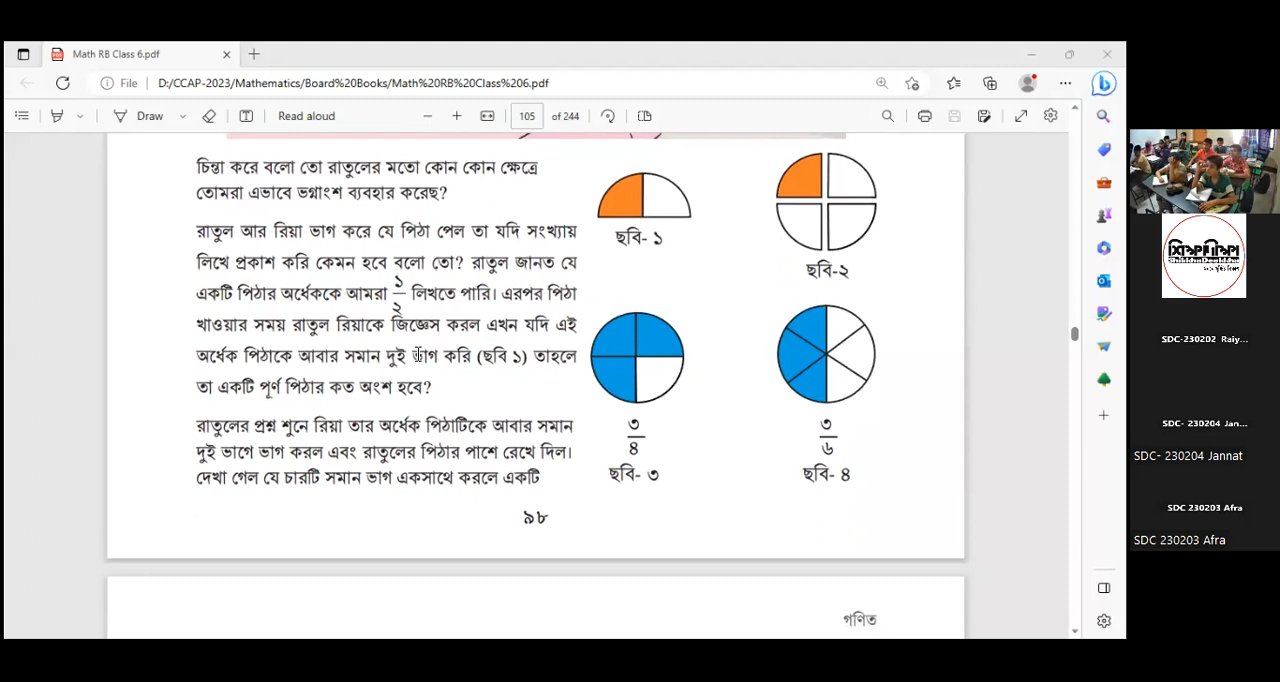 Math RB Class 6.pdf
File
D:/CCAP-2023/Mathematics/Board%20Books/Math%20RB%20Class%206.pdf
Draw
Read aloud
105
of 244
চিন্তা করে বলো তো রাতুলের মতো কোন কোন ক্ষেত্রে
তোমরা এভাবে ভগ্নাংশ ব্যবহার করেছ?
রাতুল আর রিয়া ভাগ করে যে পিঠা পেল তা যদি সংখ্যায়
লিখে প্রকাশ করি কেমন হবে বলো তো? রাতুল জানত যে
একটি পিঠার অর্ধেককে আমরা ১/২ লিখতে পারি। এরপর পিঠা
খাওয়ার সময় রাতুল রিয়াকে জিজ্ঞেস করল এখন যদি এই
অর্ধেক পিঠাকে আবার সমান দুই ভাগ করি (ছবি ১) তাহলে
তা একটি পূর্ণ পিঠার কত অংশ হবে?
রাতুলের প্রশ্ন শুনে রিয়া তার অর্ধেক পিঠাটিকে আবার সমান
দুই ভাগে ভাগ করল এবং রাতুলের পিঠার পাশে রেখে দিল।
দেখা গেল যে চারটি সমান ভাগ একসাথে করলে একটি
ছবি- ১
ছবি-২
৩/৪
ছবি- ৩
৩/৬
ছবি- ৪
৯৮
গণিত
শিক্ষাদীক্ষা
SDC-230202 Raiy...
SDC- 230204 Jan...
SDC- 230204 Jannat
SDC 230203 Afra
SDC 230203 Afra